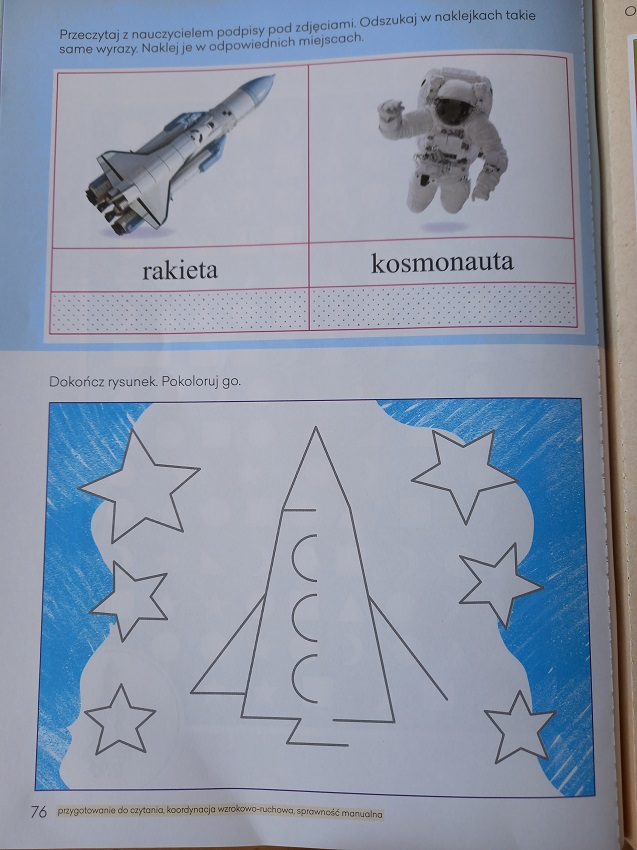 Przeczytaj z nauczycielem podpisy pod zdjęciami. Odszukaj w naklejkach takie
same wyrazy. Naklej je w odpowiednich miejscach.
rakieta
kosmonauta
Dokończ rysunek. Pokoloruj go.
76 przygotowanie do czytania, koordynacja wzrokowo-ruchowa, sprawność manualna